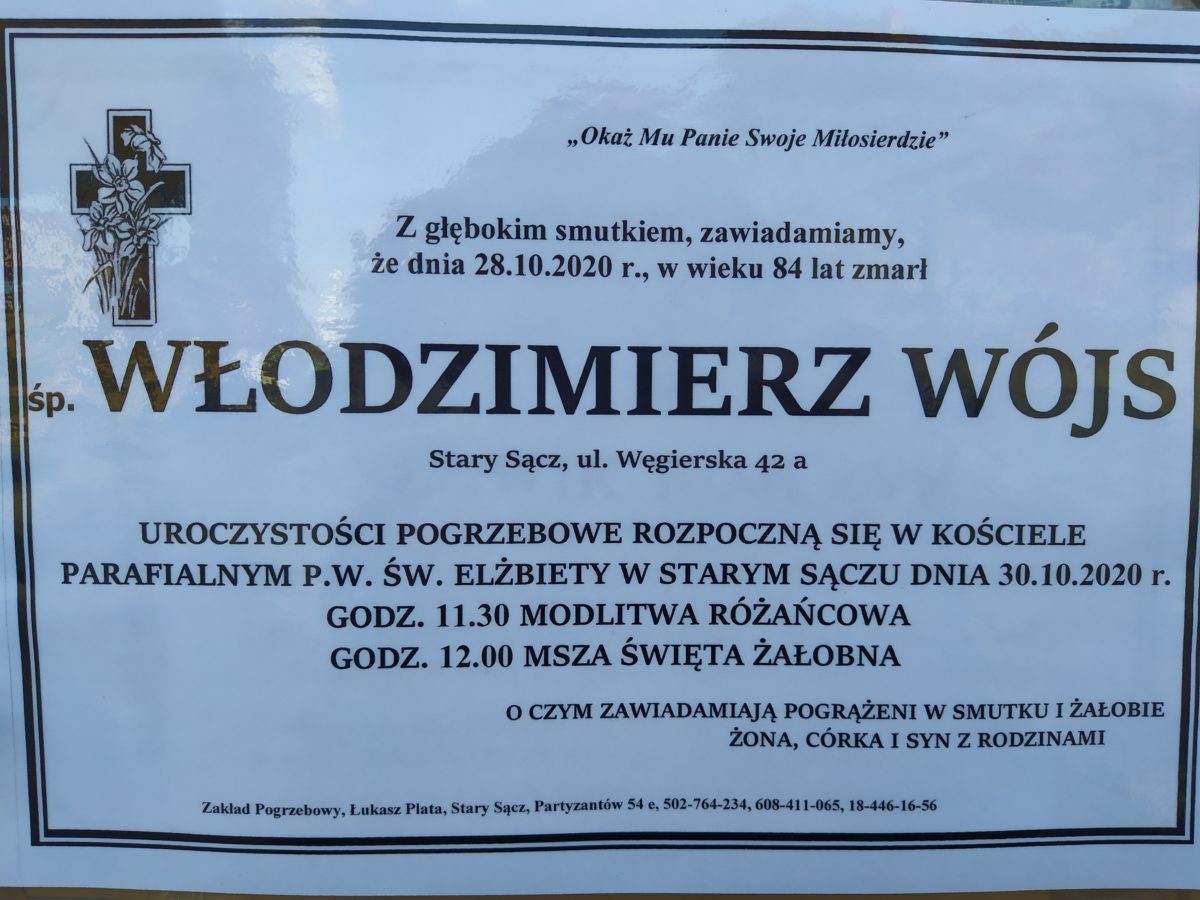 „Okaż Mu Panie Swoje Miłosierdzie”
Z głębokim smutkiem, zawiadamiamy,
że dnia 28.10.2020 r., w wieku 84 lat zmarł
śp. WŁODZIMIERZ WÓJS
Stary Sącz, ul. Węgierska 42 a
UROCZYSTOŚCI POGRZEBOWE ROZPOCZNĄ SIĘ W KOŚCIELE
PARAFIALNYM P.W. ŚW. ELŻBIETY W STARYM SĄCZU DNIA 30.10.2020 r.
GODZ. 11.30 MODLITWA RÓŻAŃCOWA
GODZ. 12.00 MSZA ŚWIĘTA ŻAŁOBNA
O CZYM ZAWIADAMIAJĄ POGRĄŻENI W SMUTKU I ŻAŁOBIE
ŻONA, CÓRKA I SYN Z RODZINAMI
Zakład Pogrzebowy, Łukasz Plata, Stary Sącz, Partyzantów 54 e, 502-764-234, 608-411-065, 18-446-16-56